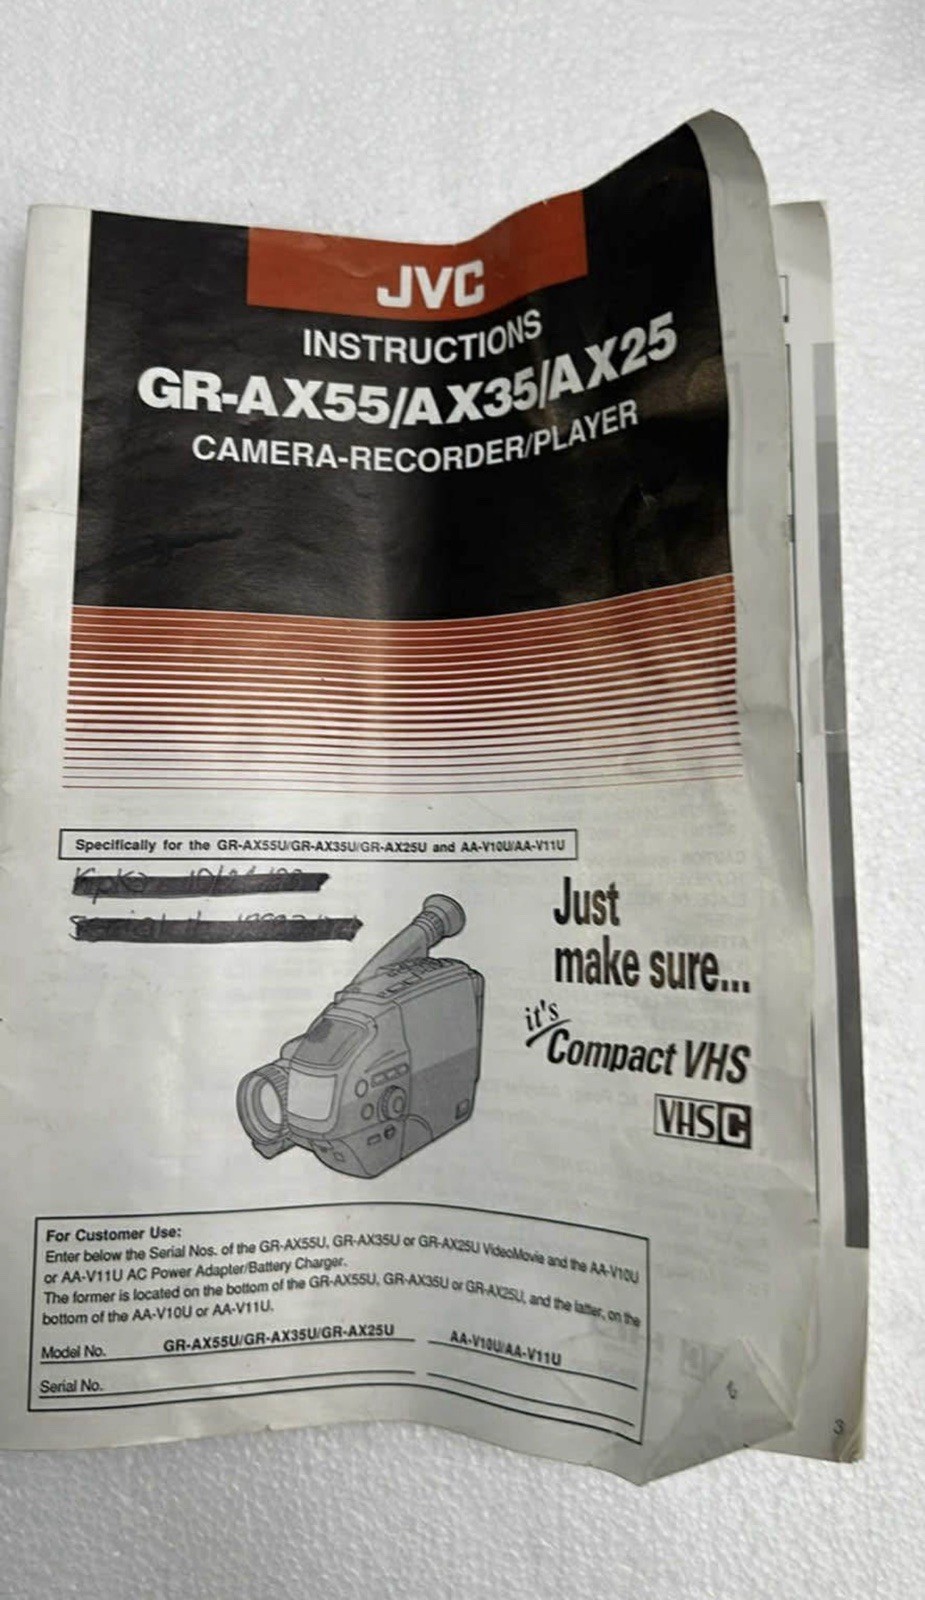 JVC
INSTRUCTIONS
GR-AX55/AX35/AX25
CAMERA-RECORDER/PLAYER
Specifically for the GR-AX55U/GR-AX35U/GR-AX25U and AA-V10U/AA-V11U
Just
make sure...
it's
Compact VHS
VHS C
For Customer Use:
Enter below the Serial Nos. of the GR-AX55U, GR-AX35U or GR-AX25U VideoMovie and the AA-V10U
or AA-V11U AC Power Adapter/Battery Charger.
The former is located on the bottom of the GR-AX55U, GR-AX35U or GR-AX25U, and the latter, on the
bottom of the AA-V10U or AA-V11U.
Model No. GR-AX55U/GR-AX35U/GR-AX25U AA-V10U/AA-V11U
Serial No.
3